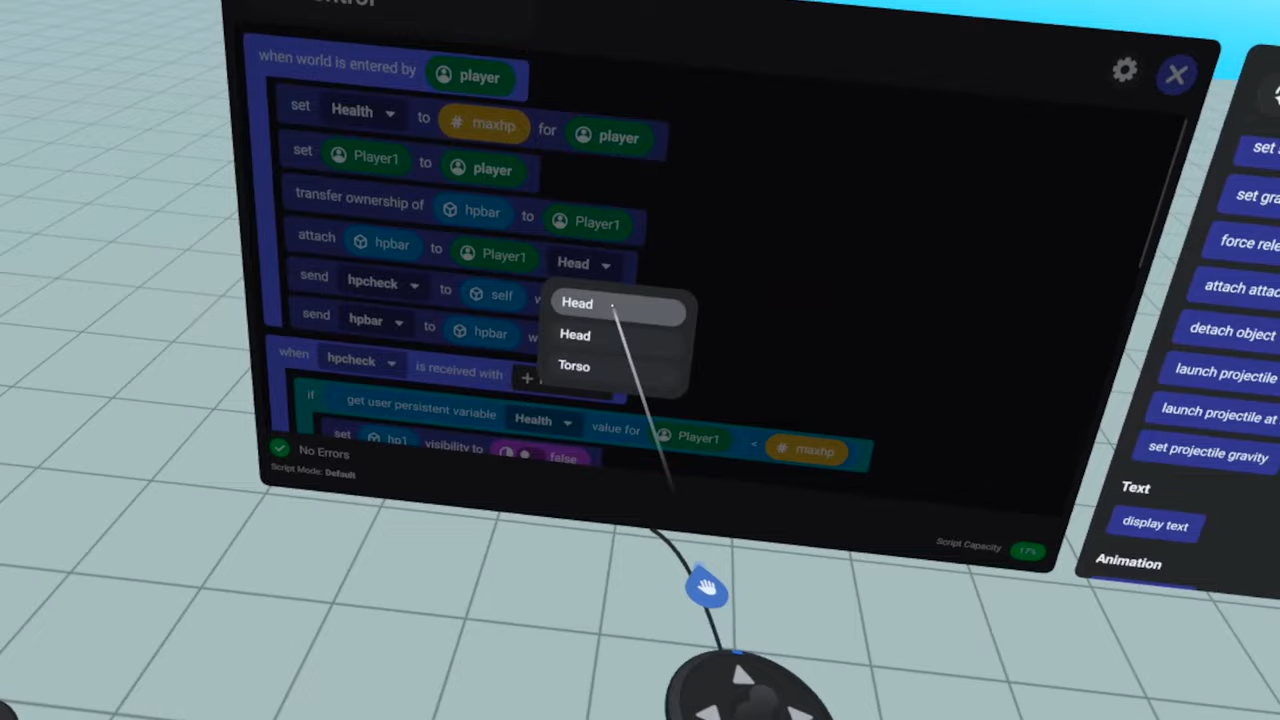 when world is entered by player
set Health to # maxhp for player
set Player1 to player
transfer ownership of hpbar to Player1
attach hpbar to Player1 Head
send hpcheck to self
send hpbar to hpbar
Head
Head
Torso
when hpcheck is received with +
if get user persistent variable Health value for Player1 < # maxhp
set hp1 visibility to false
No Errors
Script Mode: Default
Script Capacity 17%
set
set gra
force rele
attach attac
detach object
launch projectile
launch projectile at
set projectile gravity
Text
display text
Animation